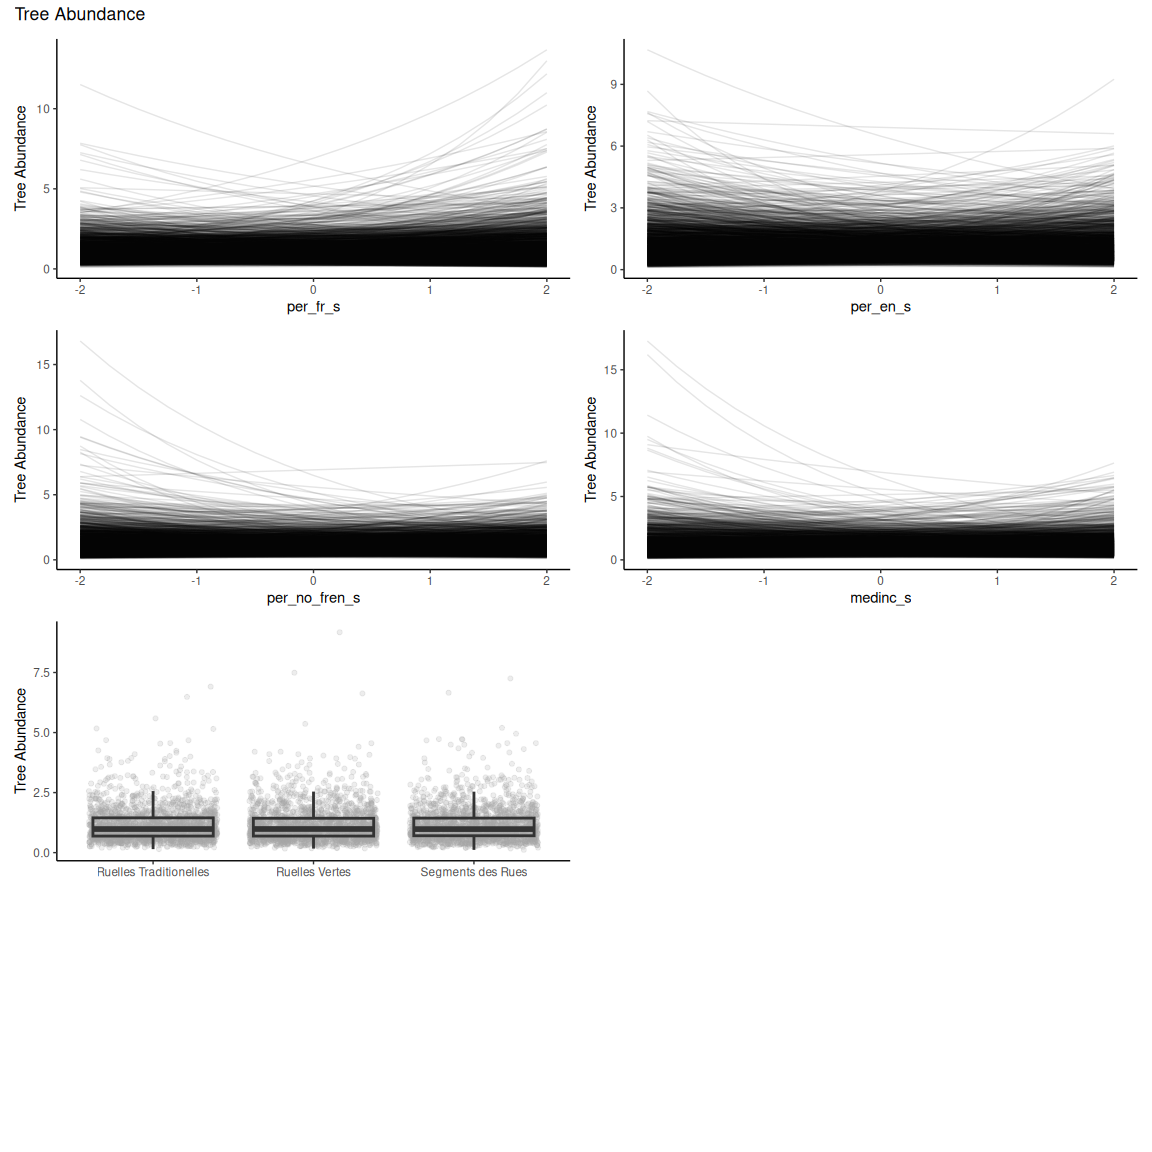 Tree Abundance
Tree Abundance
10
5
0
-2 -1 0 1 2
per_fr_s
Tree Abundance
9
6
3
0
-2 -1 0 1 2
per_en_s
Tree Abundance
15
10
5
0
-2 -1 0 1 2
per_no_fren_s
Tree Abundance
15
10
5
0
-2 -1 0 1 2
medinc_s
Tree Abundance
7.5
5.0
2.5
0.0
Ruelles Traditionelles Ruelles Vertes Segments des Rues